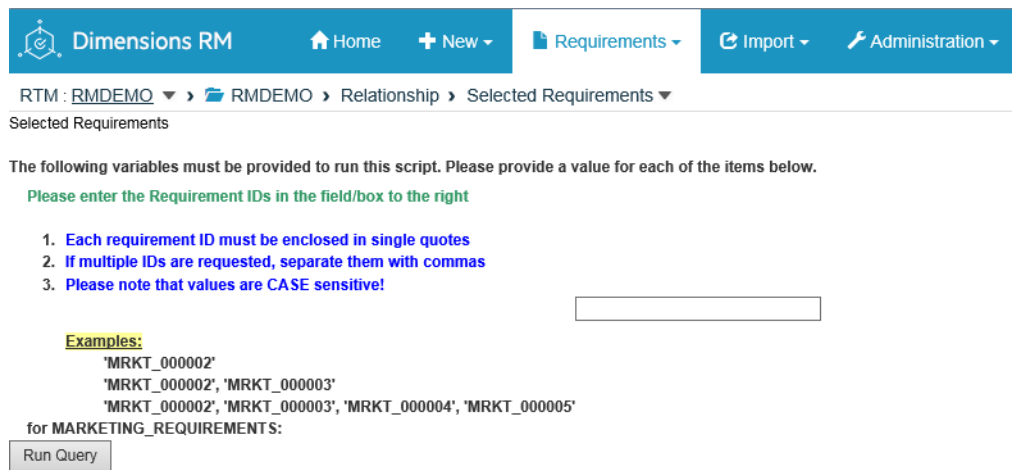 Dimensions RM Home New Requirements Import Administration
RTM : RMDEMO › RMDEMO › Relationship › Selected Requirements
Selected Requirements
The following variables must be provided to run this script. Please provide a value for each of the items below.
Please enter the Requirement IDs in the field/box to the right
1. Each requirement ID must be enclosed in single quotes
2. If multiple IDs are requested, separate them with commas
3. Please note that values are CASE sensitive!
Examples:
'MRKT_000002'
'MRKT_000002', 'MRKT_000003'
'MRKT_000002', 'MRKT_000003', 'MRKT_000004', 'MRKT_000005'
for MARKETING_REQUIREMENTS:
Run Query